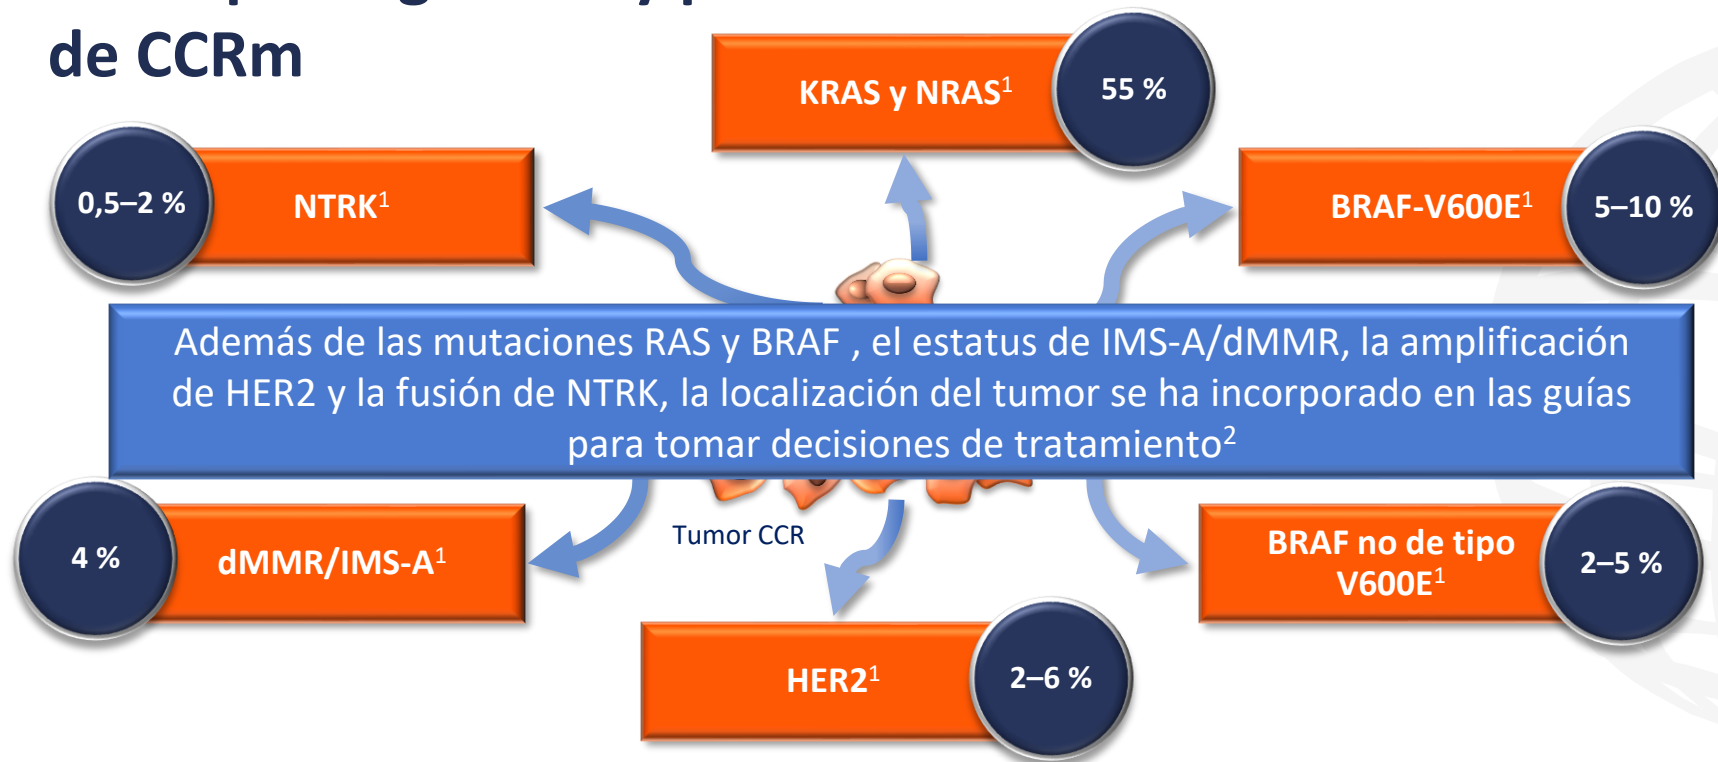 de CCRm
KRAS y NRAS¹
55 %
0,5–2 %
NTRK¹
BRAF-V600E¹
5–10 %
Además de las mutaciones RAS y BRAF , el estatus de IMS-A/dMMR, la amplificación
de HER2 y la fusión de NTRK, la localización del tumor se ha incorporado en las guías
para tomar decisiones de tratamiento²
Tumor CCR
4 %
dMMR/IMS-A¹
BRAF no de tipo
V600E¹
2–5 %
HER2¹
2–6 %